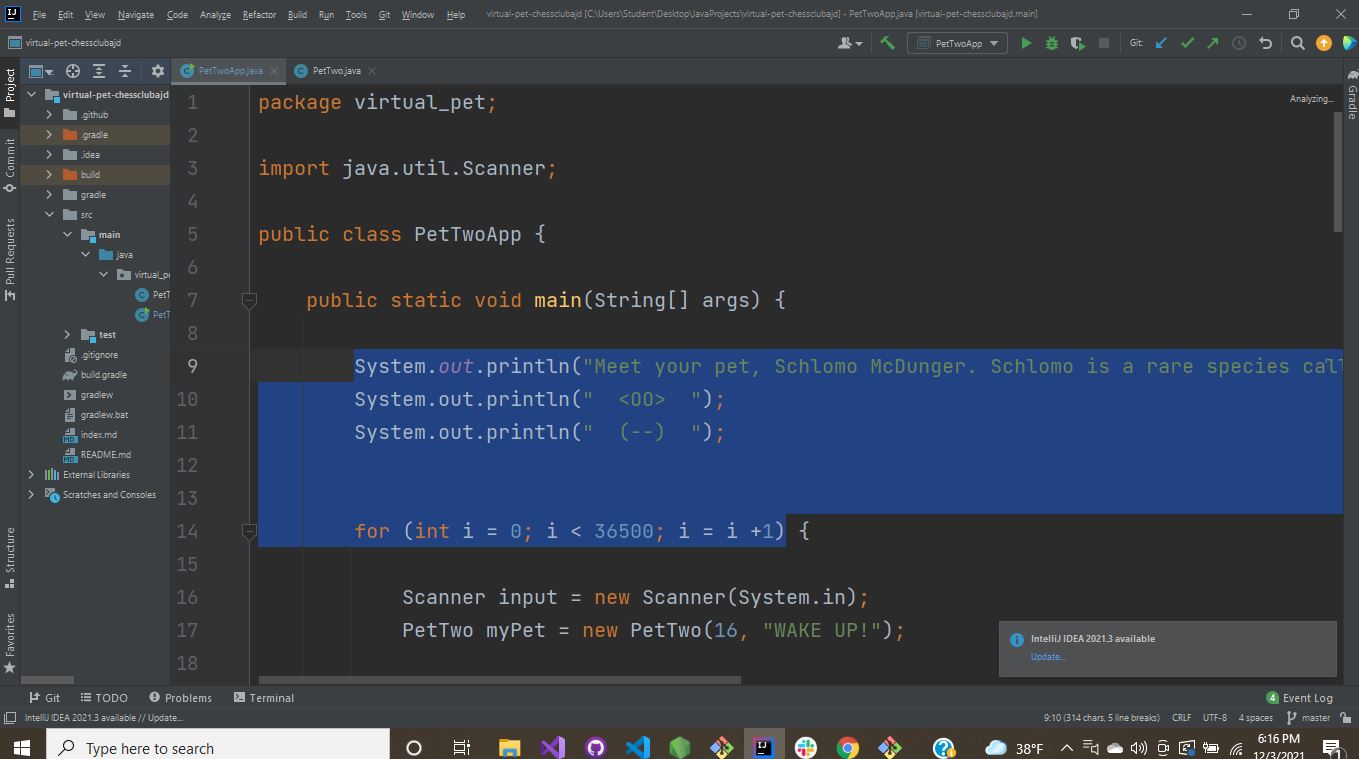 File Edit View Navigate Code Analyze Refactor Build Run Tools Git Window Help virtual-pet-chessclubajd [C:\Users\Student\Desktop\JavaProjects\virtual-pet-chessclubajd] - PetTwoApp.java [virtual-pet-chessclubajd.main]
virtual-pet-chessclubajd PetTwoApp Git:
PetTwoApp.java PetTwo.java
Project
Commit
Pull Requests
Structure
Favorites
virtual-pet-chessclubajd
.github
.gradle
.idea
build
gradle
src
main
java
virtual_pe
PetT
PetT
test
.gitignore
build.gradle
gradlew
gradlew.bat
index.md
README.md
External Libraries
Scratches and Consoles
1 package virtual_pet;
2
3 import java.util.Scanner;
4
5 public class PetTwoApp {
6
7 public static void main(String[] args) {
8
9 System.out.println("Meet your pet, Schlomo McDunger. Schlomo is a rare species cal
10 System.out.println("  <OO>  ");
11 System.out.println("  (--)  ");
12
13
14 for (int i = 0; i < 36500; i = i +1) {
15
16 Scanner input = new Scanner(System.in);
17 PetTwo myPet = new PetTwo(16, "WAKE UP!");
18
Analyzing...
Gradle
IntelliJ IDEA 2021.3 available
Update...
Git TODO Problems Terminal 4 Event Log
IntelliJ IDEA 2021.3 available // Update... 9:10 (314 chars, 5 line breaks) CRLF UTF-8 4 spaces master
Type here to search 38°F 6:16 PM
12/3/2021 1